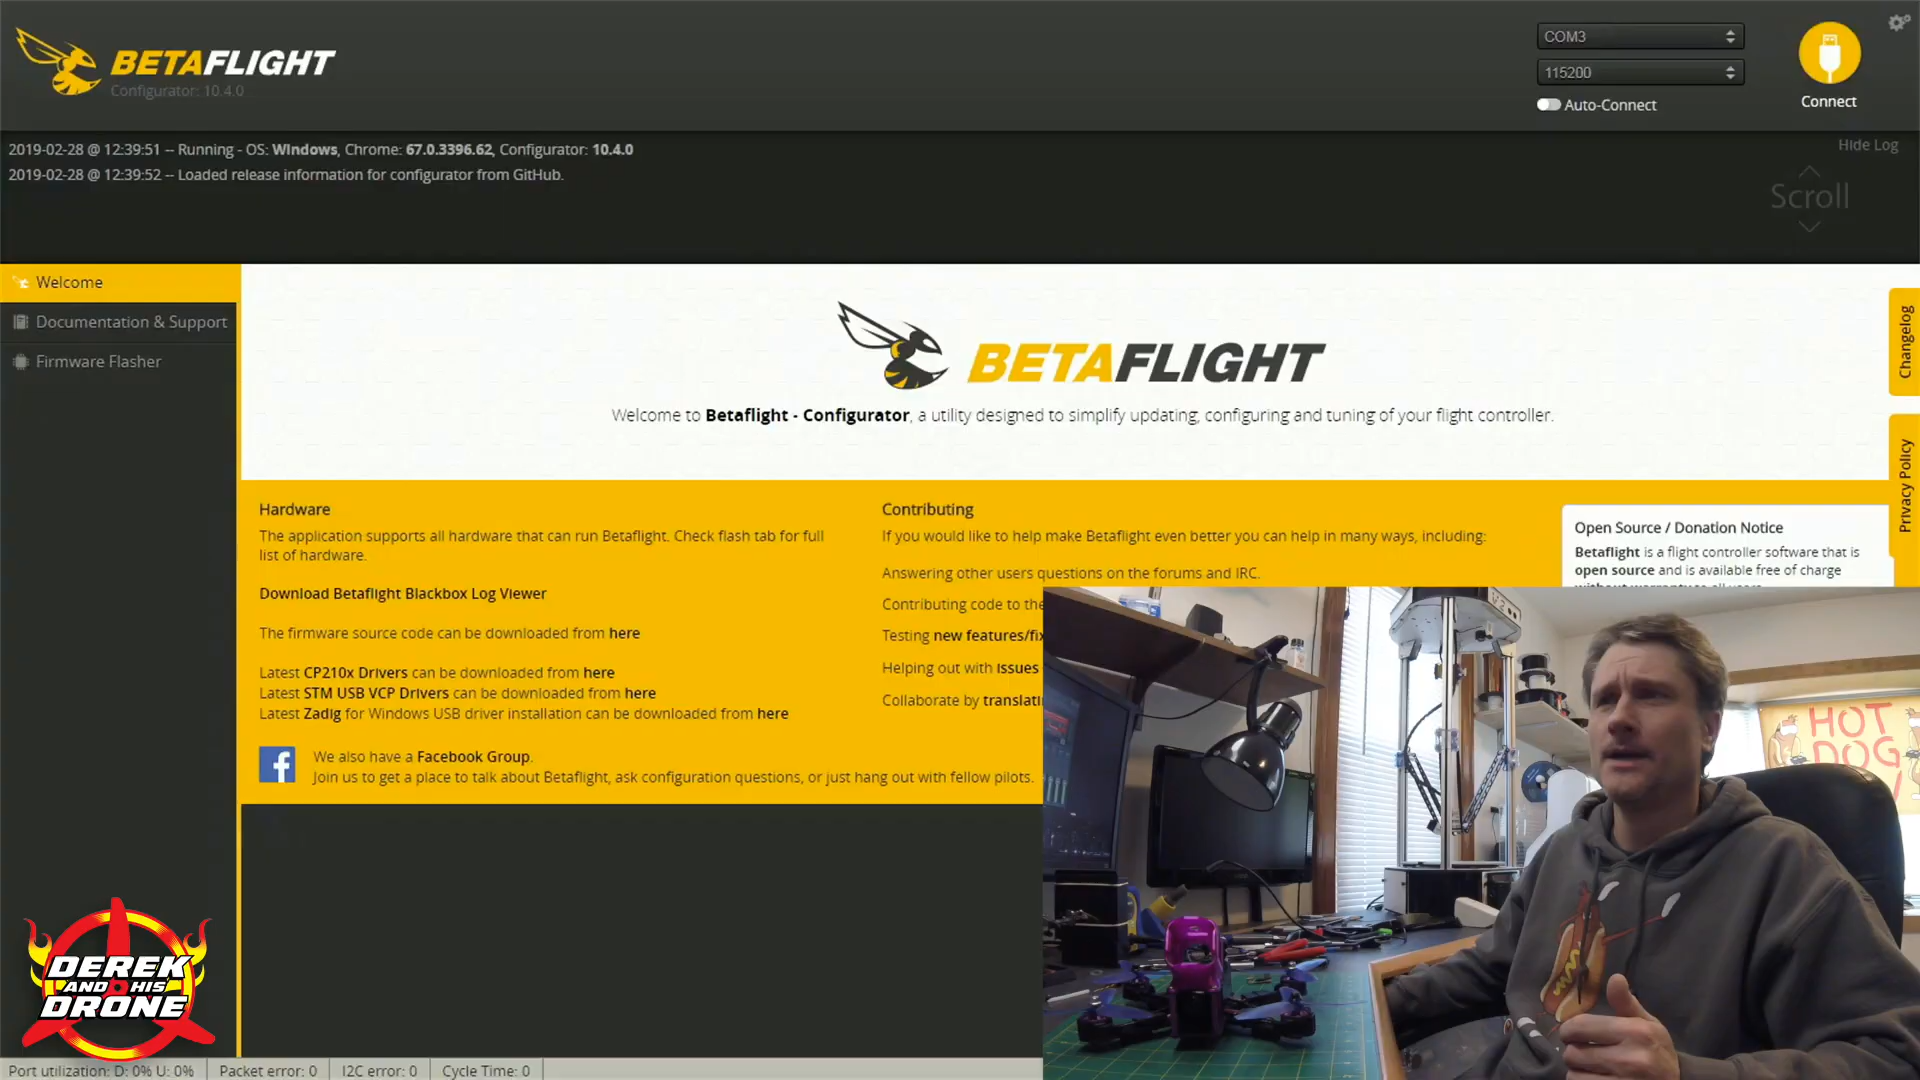 BETAFLIGHT
Configurator: 10.4.0
COM3
115200
Auto-Connect
Connect
2019-02-28 @ 12:39:51 -- Running - OS: Windows, Chrome: 67.0.3396.62, Configurator: 10.4.0
2019-02-28 @ 12:39:52 -- Loaded release information for configurator from GitHub.
Hide Log
Scroll
Welcome
Documentation & Support
Firmware Flasher
BETAFLIGHT
Welcome to Betaflight - Configurator, a utility designed to simplify updating, configuring and tuning of your flight controller.
Changelog
Privacy Policy
Hardware
The application supports all hardware that can run Betaflight. Check flash tab for full
list of hardware.
Download Betaflight Blackbox Log Viewer
The firmware source code can be downloaded from here
Latest CP210x Drivers can be downloaded from here
Latest STM USB VCP Drivers can be downloaded from here
Latest Zadig for Windows USB driver installation can be downloaded from here
We also have a Facebook Group.
Join us to get a place to talk about Betaflight, ask configuration questions, or just hang out with fellow pilots.
Contributing
If you would like to help make Betaflight even better you can help in many ways, including:
Answering other users questions on the forums and IRC.
Contributing code to the
Testing new features/fix
Helping out with issues
Collaborate by translati
Open Source / Donation Notice
Betaflight is a flight controller software that is
open source and is available free of charge
HOT
DOG
DEREK
AND HIS
DRONE
Port utilization: D: 0% U: 0%
Packet error: 0
I2C error: 0
Cycle Time: 0